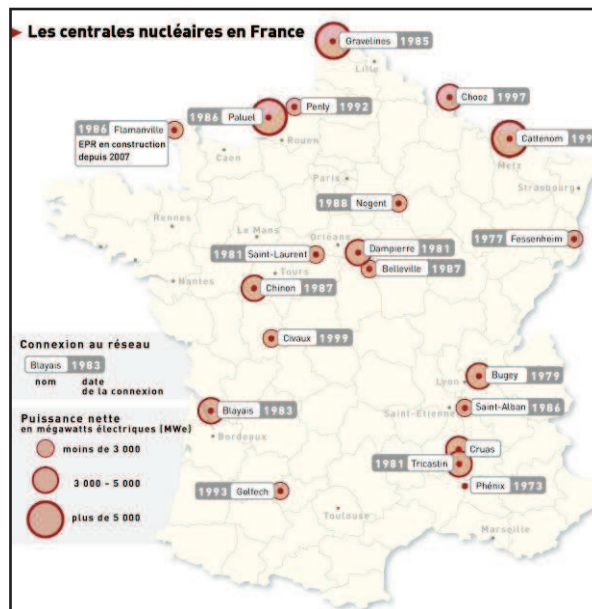 Les centrales nucléaires en France
Gravelines 1985
Lille
Chooz 1997
Penly 1992
1986 Paluel
1986 Flamanville
EPR en construction
depuis 2007
Rouen
Caen
Cattenom 199
Metz
Paris
Strasbourg
1988 Nogent
Rennes
Le Mans
Orléans
1977 Fessenheim
1981 Saint-Laurent
Dampierre 1981
Belleville 1987
Tours
Nantes
Chinon 1987
Civaux 1999
Connexion au réseau
Blayais 1983
nom date
de la connexion
Bugey 1979
Lyon
Saint-Alban 1986
Saint-Etienne
Blayais 1983
Bordeaux
Puissance nette
en mégawatts électriques (MWe)
moins de 3 000
3 000 - 5 000
plus de 5 000
Cruas
1981 Tricastin
Phénix 1973
1993 Golfech
Toulouse
Marseille